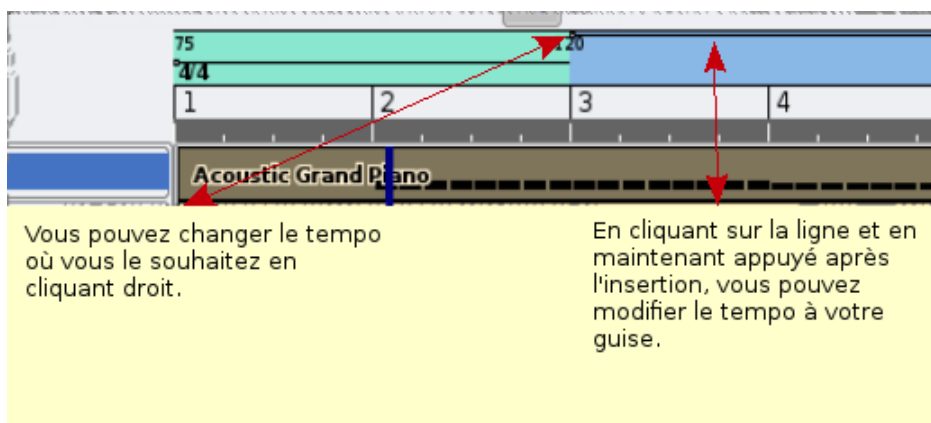 75
120
4/4
1
2
3
4
Acoustic Grand Piano
Vous pouvez changer le tempo
où vous le souhaitez en
cliquant droit.
En cliquant sur la ligne et en
maintenant appuyé après
l'insertion, vous pouvez
modifier le tempo à votre
guise.